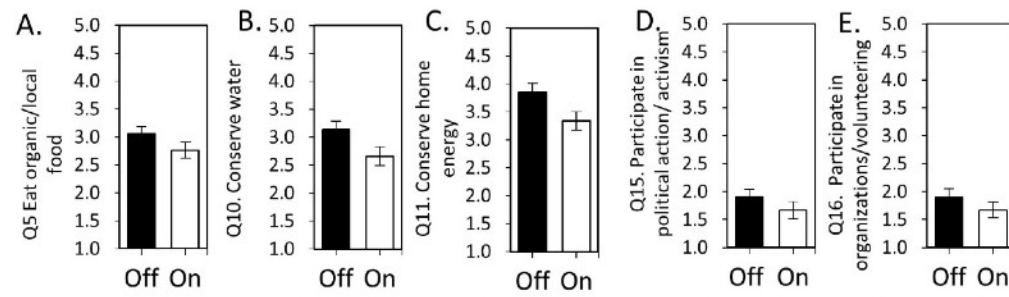 A.
Q5 Eat organic/local
food
5.0
4.5
4.0
3.5
3.0
2.5
2.0
1.5
1.0
Off On
B.
Q10. Conserve water
5.0
4.5
4.0
3.5
3.0
2.5
2.0
1.5
1.0
Off On
C.
Q11. Conserve home
energy
5.0
4.5
4.0
3.5
3.0
2.5
2.0
1.5
1.0
Off On
D.
Q15. Participate in
political action/ activism
5.0
4.5
4.0
3.5
3.0
2.5
2.0
1.5
1.0
Off On
E.
Q16. Participate in
organizations/volunteering
5.0
4.5
4.0
3.5
3.0
2.5
2.0
1.5
1.0
Off On